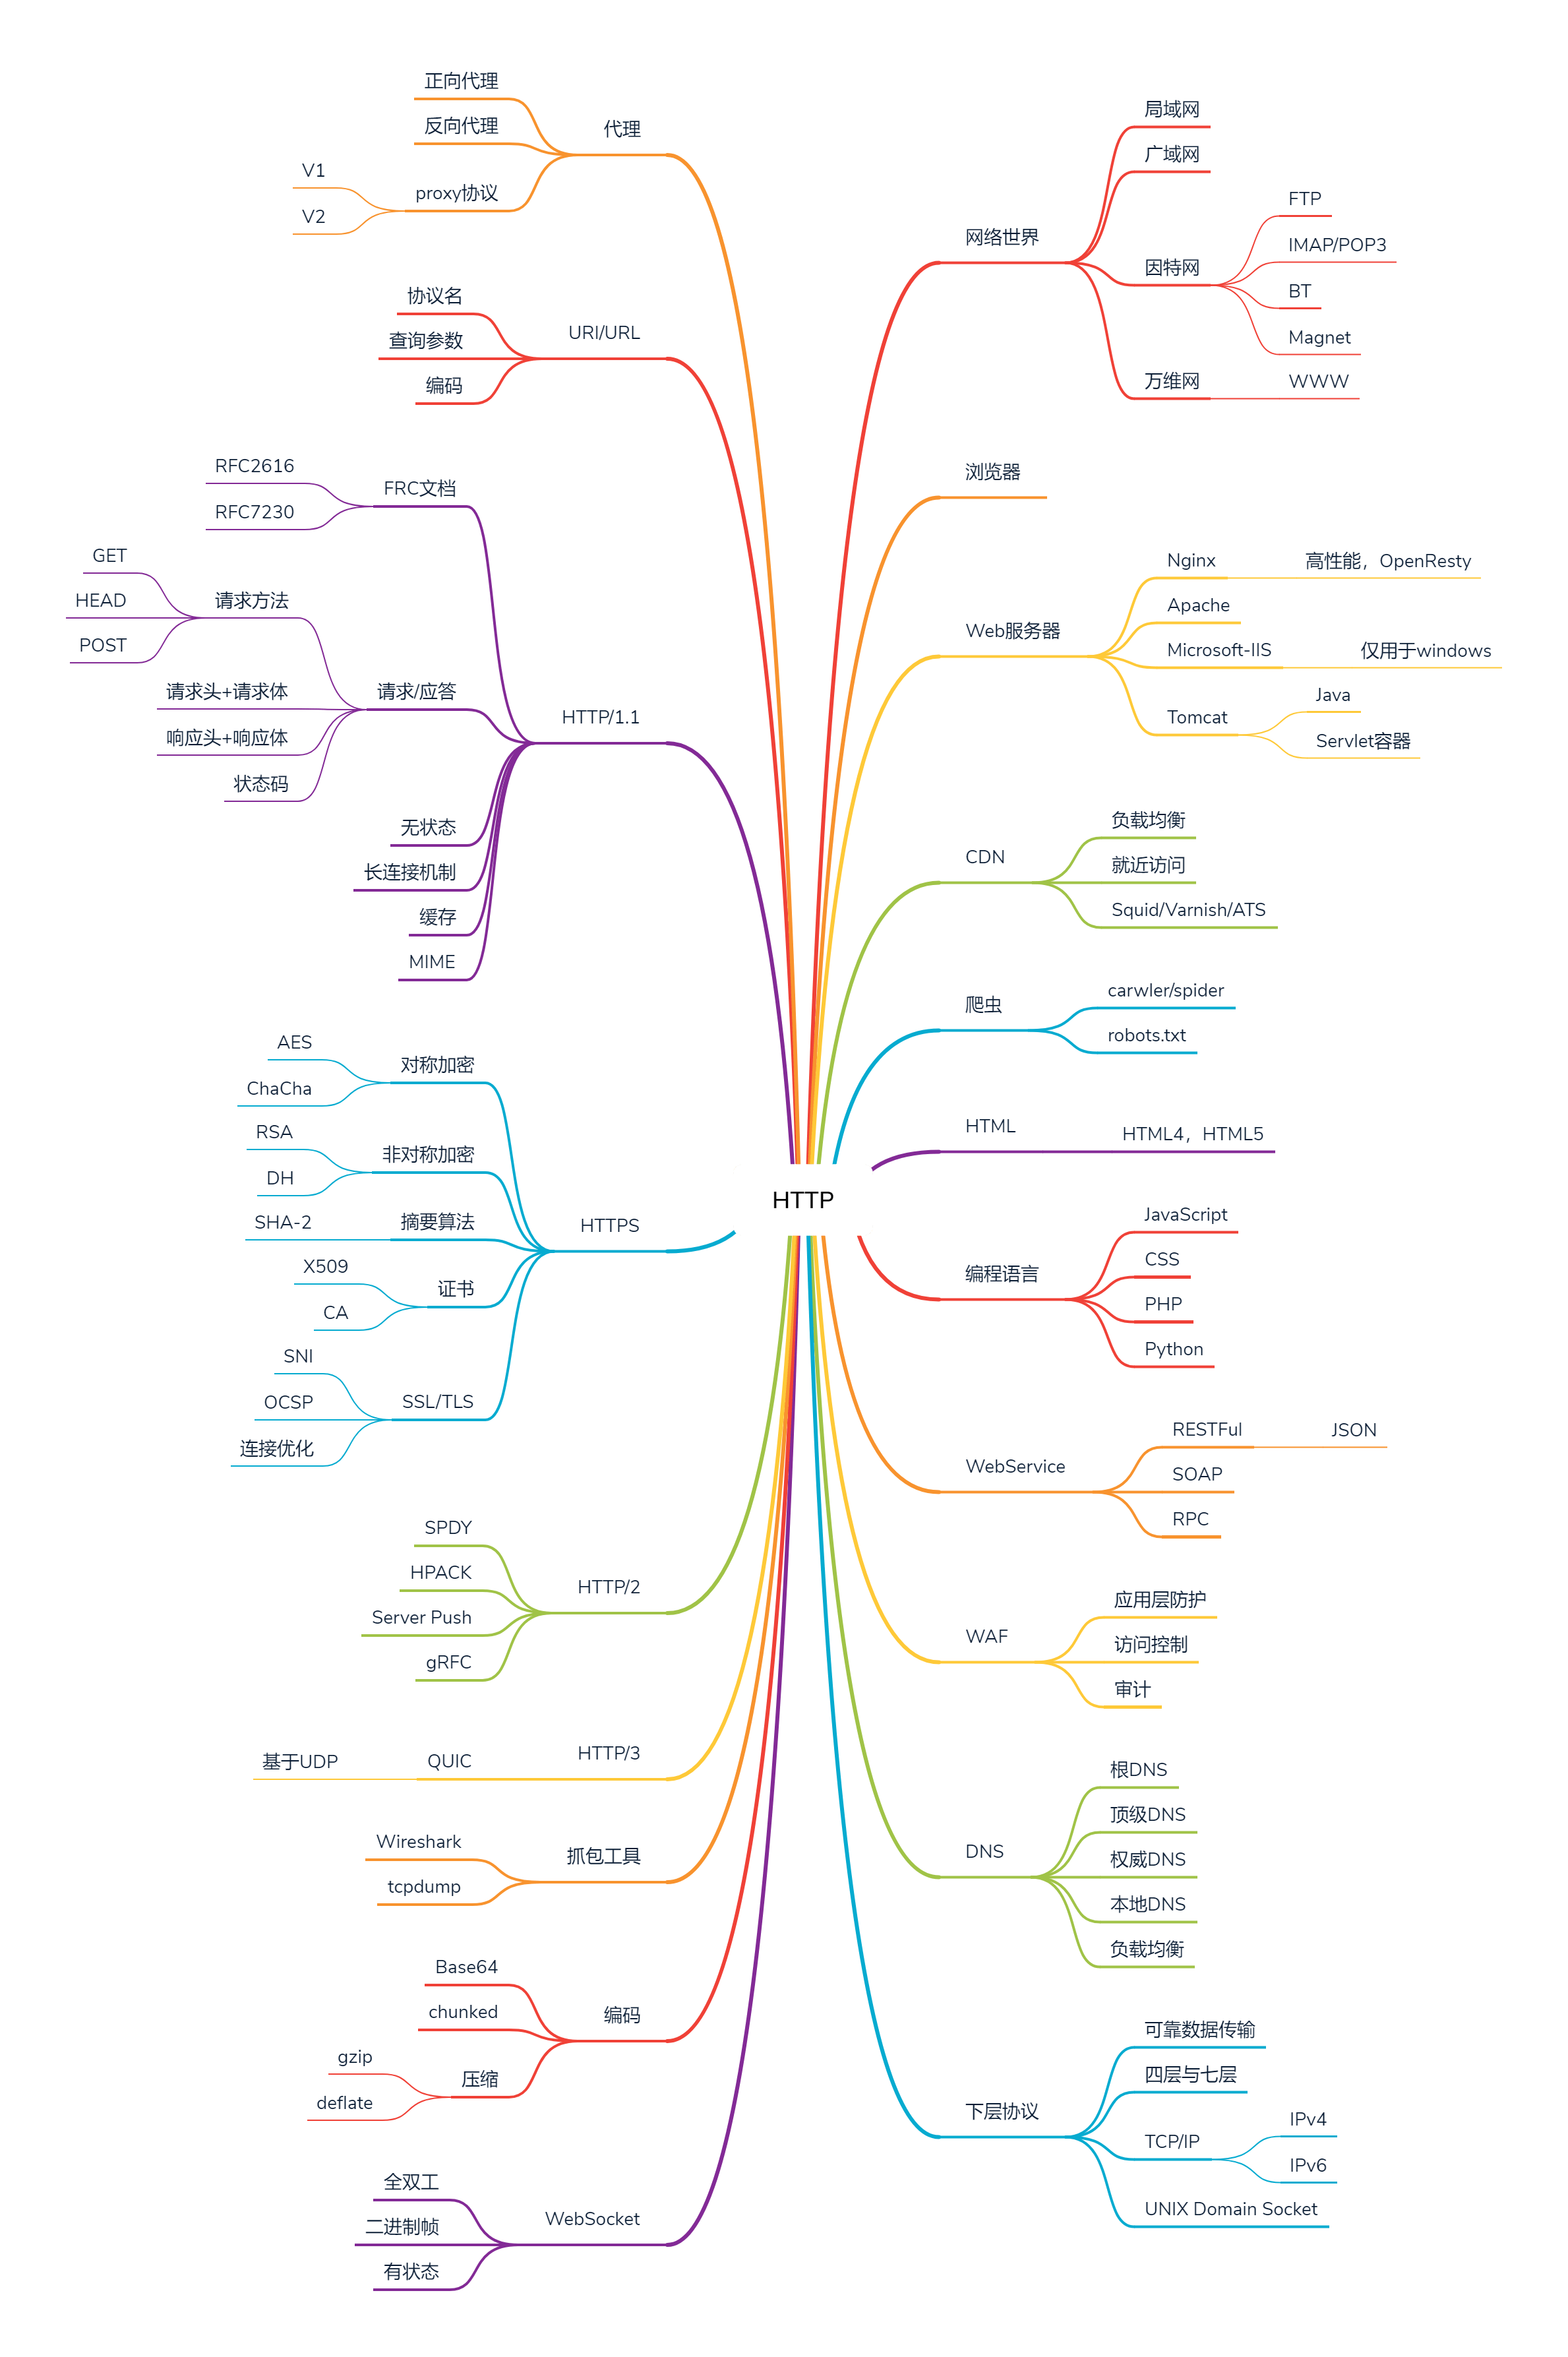 HTTP
代理
正向代理
反向代理
proxy协议
V1
V2
URI/URL
协议名
查询参数
编码
HTTP/1.1
FRC文档
RFC2616
RFC7230
请求/应答
请求方法
GET
HEAD
POST
请求头+请求体
响应头+响应体
状态码
无状态
长连接机制
缓存
MIME
HTTPS
对称加密
AES
ChaCha
非对称加密
RSA
DH
摘要算法
SHA-2
证书
X509
CA
SSL/TLS
SNI
OCSP
连接优化
HTTP/2
SPDY
HPACK
Server Push
gRFC
HTTP/3
QUIC
基于UDP
抓包工具
Wireshark
tcpdump
编码
Base64
chunked
压缩
gzip
deflate
WebSocket
全双工
二进制帧
有状态
网络世界
局域网
广域网
因特网
FTP
IMAP/POP3
BT
Magnet
万维网
WWW
浏览器
Web服务器
Nginx
高性能，OpenResty
Apache
Microsoft-IIS
仅用于windows
Tomcat
Java
Servlet容器
CDN
负载均衡
就近访问
Squid/Varnish/ATS
爬虫
carwler/spider
robots.txt
HTML
HTML4，HTML5
编程语言
JavaScript
CSS
PHP
Python
WebService
RESTFul
JSON
SOAP
RPC
WAF
应用层防护
访问控制
审计
DNS
根DNS
顶级DNS
权威DNS
本地DNS
负载均衡
下层协议
可靠数据传输
四层与七层
TCP/IP
IPv4
IPv6
UNIX Domain Socket